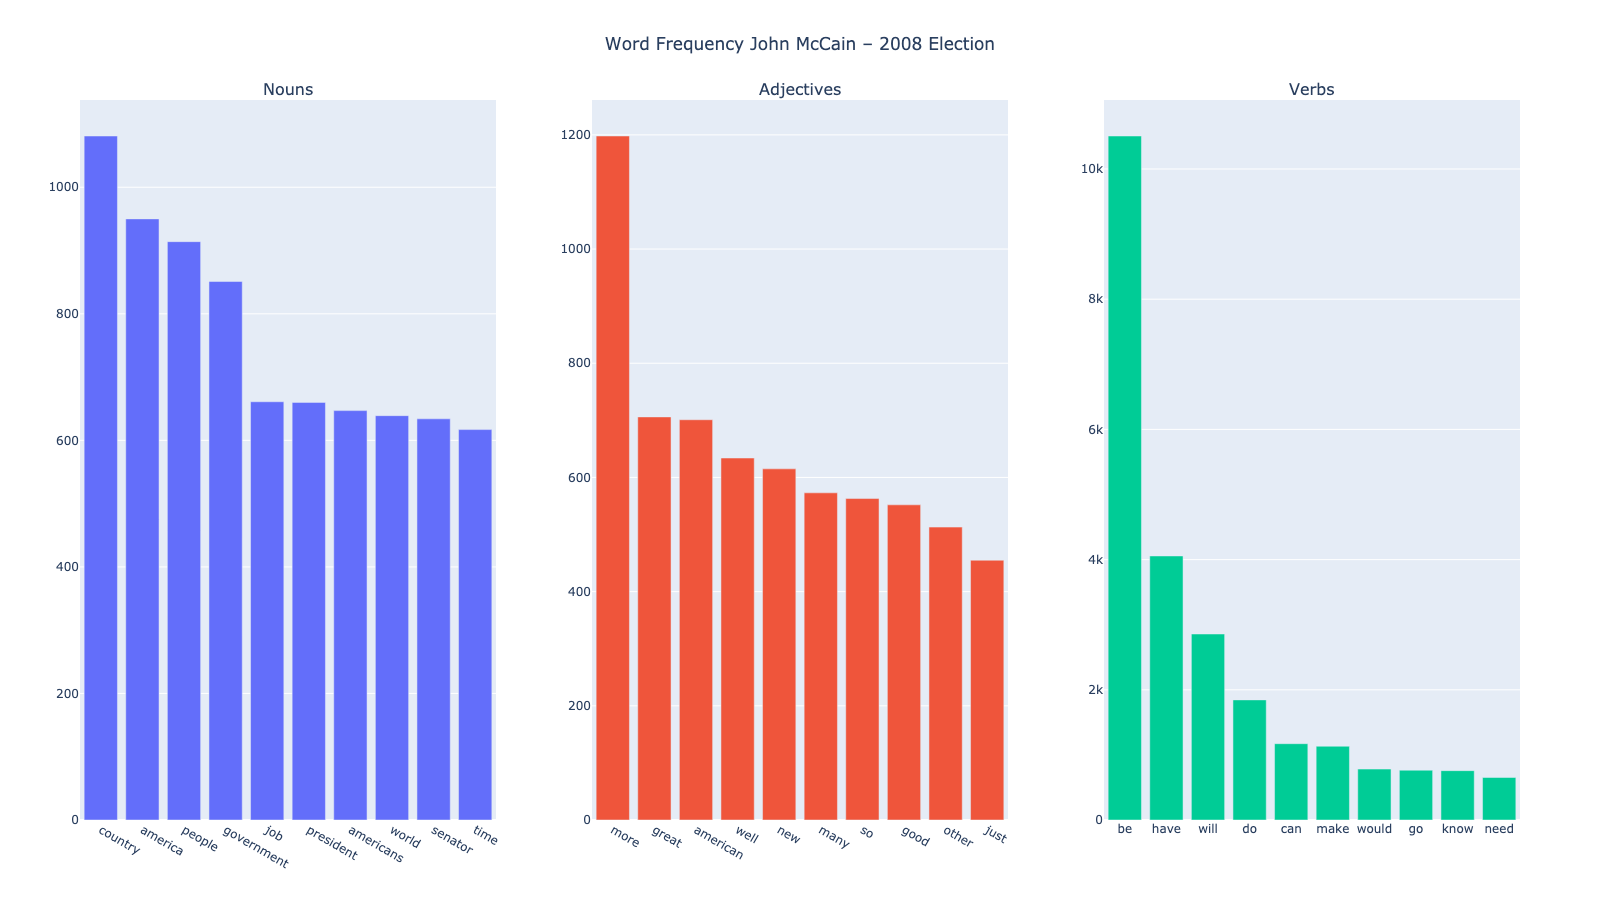 Word Frequency John McCain – 2008 Election
Nouns
1000
800
600
400
200
0
country
america
people
government
job
president
americans
world
senator
time
Adjectives
1200
1000
800
600
400
200
0
more
great
american
well
new
many
so
good
other
just
Verbs
10k
8k
6k
4k
2k
0
be
have
will
do
can
make
would
go
know
need